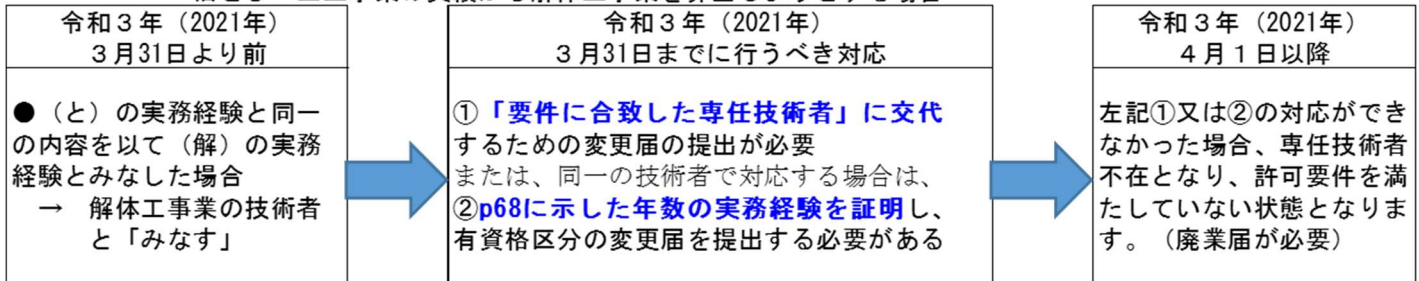 令和３年（2021年）
３月31日より前
●（と）の実務経験と同一
の内容を以て（解）の実務
経験とみなした場合
→ 解体工事業の技術者
と「みなす」
令和３年（2021年）
３月31日までに行うべき対応
①「要件に合致した専任技術者」に交代
するための変更届の提出が必要
または、同一の技術者で対応する場合は、
②p68に示した年数の実務経験を証明し、
有資格区分の変更届を提出する必要がある
令和３年（2021年）
４月１日以降
左記①又は②の対応ができ
なかった場合、専任技術者
不在となり、許可要件を満
たしていない状態となりま
す。（廃業届が必要）